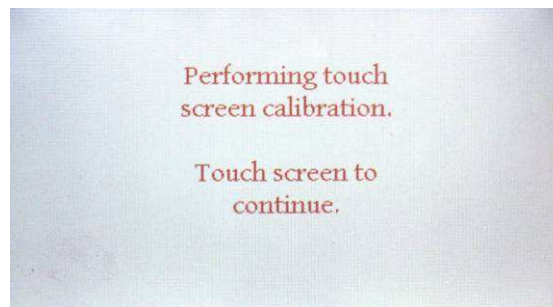 Performing touch
screen calibration.
Touch screen to
continue.